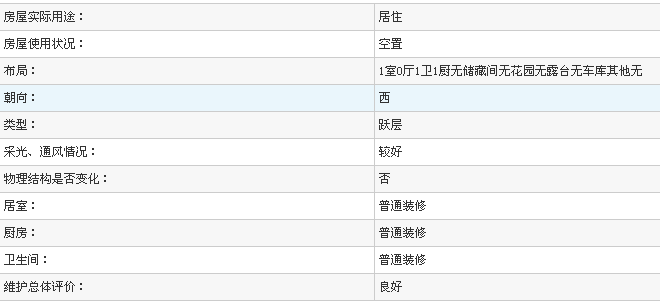 房屋实际用途： 居住
房屋使用状况： 空置
布局： 1室0厅1卫1厨无储藏间无花园无露台无车库其他无
朝向： 西
类型： 跃层
采光、通风情况： 较好
物理结构是否变化： 否
居室： 普通装修
厨房： 普通装修
卫生间： 普通装修
维护总体评价： 良好